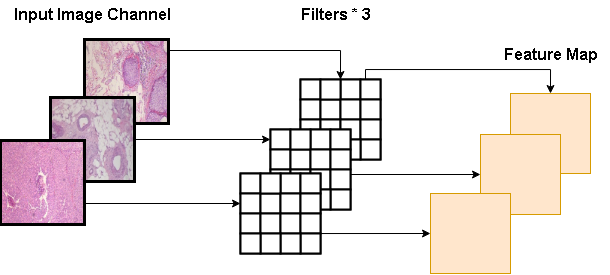 Input Image Channel
Filters * 3
Feature Map